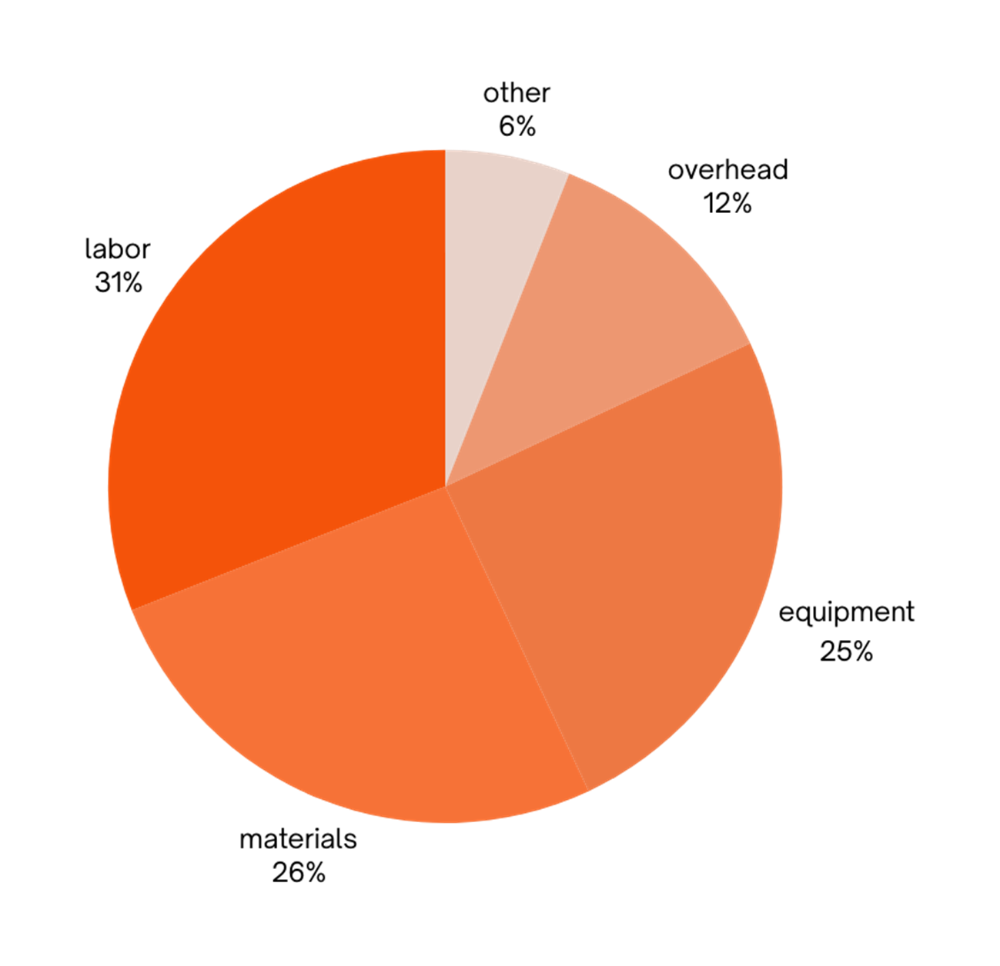 other
6%
overhead
12%
labor
31%
equipment
25%
materials
26%